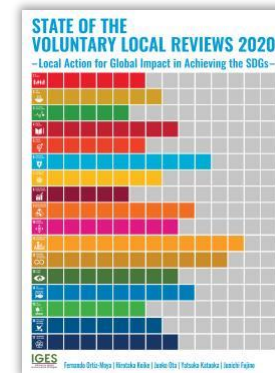 STATE OF THE
VOLUNTARY LOCAL REVIEWS 2020
–Local Action for Global Impact in Achieving the SDGs–
IGES
Fernando Ortiz-Moya | Hirotaka Koike | Junko Ota | Yatsuka Kataoka | Junichi Fujino